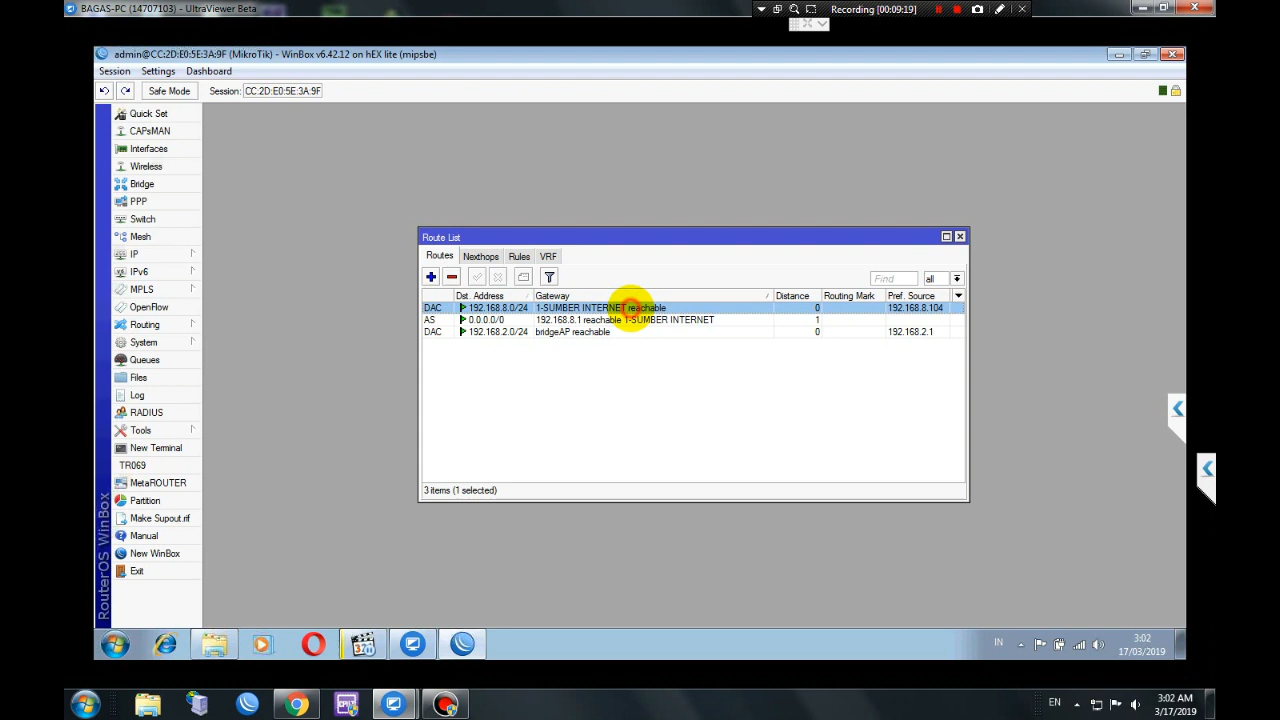 BAGAS-PC (14707103) - UltraViewer Beta
Recording [00:09:19]
admin@CC:2D:E0:5E:3A:9F (MikroTik) - WinBox v6.42.12 on hEX lite (mipsbe)
Session Settings Dashboard
Safe Mode Session: CC:2D:E0:5E:3A:9F
Quick Set
CAPsMAN
Interfaces
Wireless
Bridge
PPP
Switch
Mesh
IP
IPv6
MPLS
OpenFlow
Routing
System
Queues
Files
Log
RADIUS
Tools
New Terminal
TR069
MetaROUTER
Partition
Make Supout.rif
Manual
New WinBox
Exit
RouterOS WinBox
Route List
Routes Nexthops Rules VRF
Find all
Dst. Address Gateway Distance Routing Mark Pref. Source
DAC 192.168.8.0/24 1-SUMBER INTERNET reachable 0 192.168.8.104
AS 0.0.0.0/0 192.168.8.1 reachable 1-SUMBER INTERNET 1
DAC 192.168.2.0/24 bridgeAP reachable 0 192.168.2.1
3 items (1 selected)
321
IN 3:02
17/03/2019
EN 3:02 AM
3/17/2019